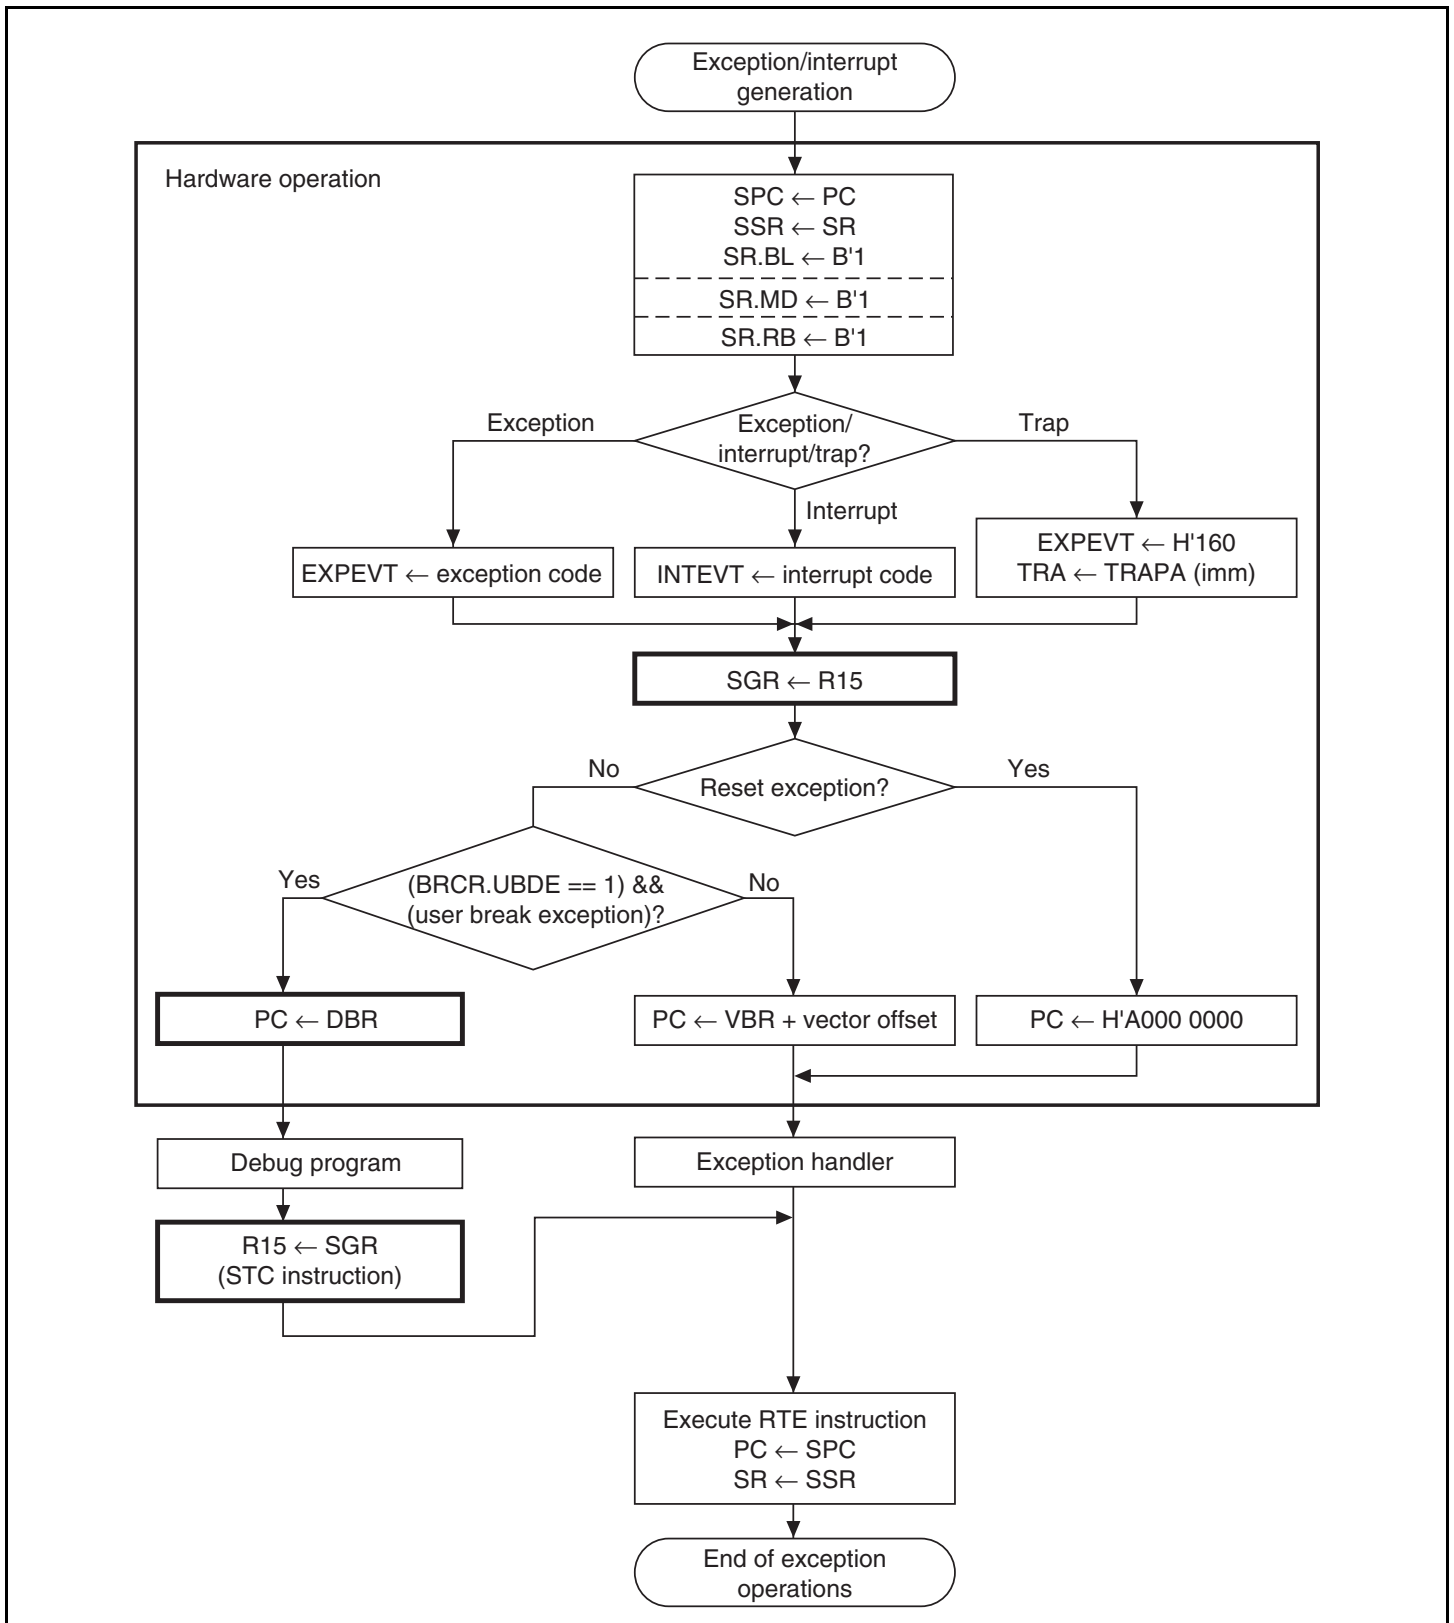 Exception/interrupt
generation
Hardware operation
SPC ← PC
SSR ← SR
SR.BL ← B'1
SR.MD ← B'1
SR.RB ← B'1
Exception
Exception/
interrupt/trap?
Trap
Interrupt
EXPEVT ← exception code
INTEVT ← interrupt code
EXPEVT ← H'160
TRA ← TRAPA (imm)
SGR ← R15
No
Reset exception?
Yes
Yes
(BRCR.UBDE == 1) &&
(user break exception)?
No
PC ← DBR
PC ← VBR + vector offset
PC ← H'A000 0000
Debug program
Exception handler
R15 ← SGR
(STC instruction)
Execute RTE instruction
PC ← SPC
SR ← SSR
End of exception
operations